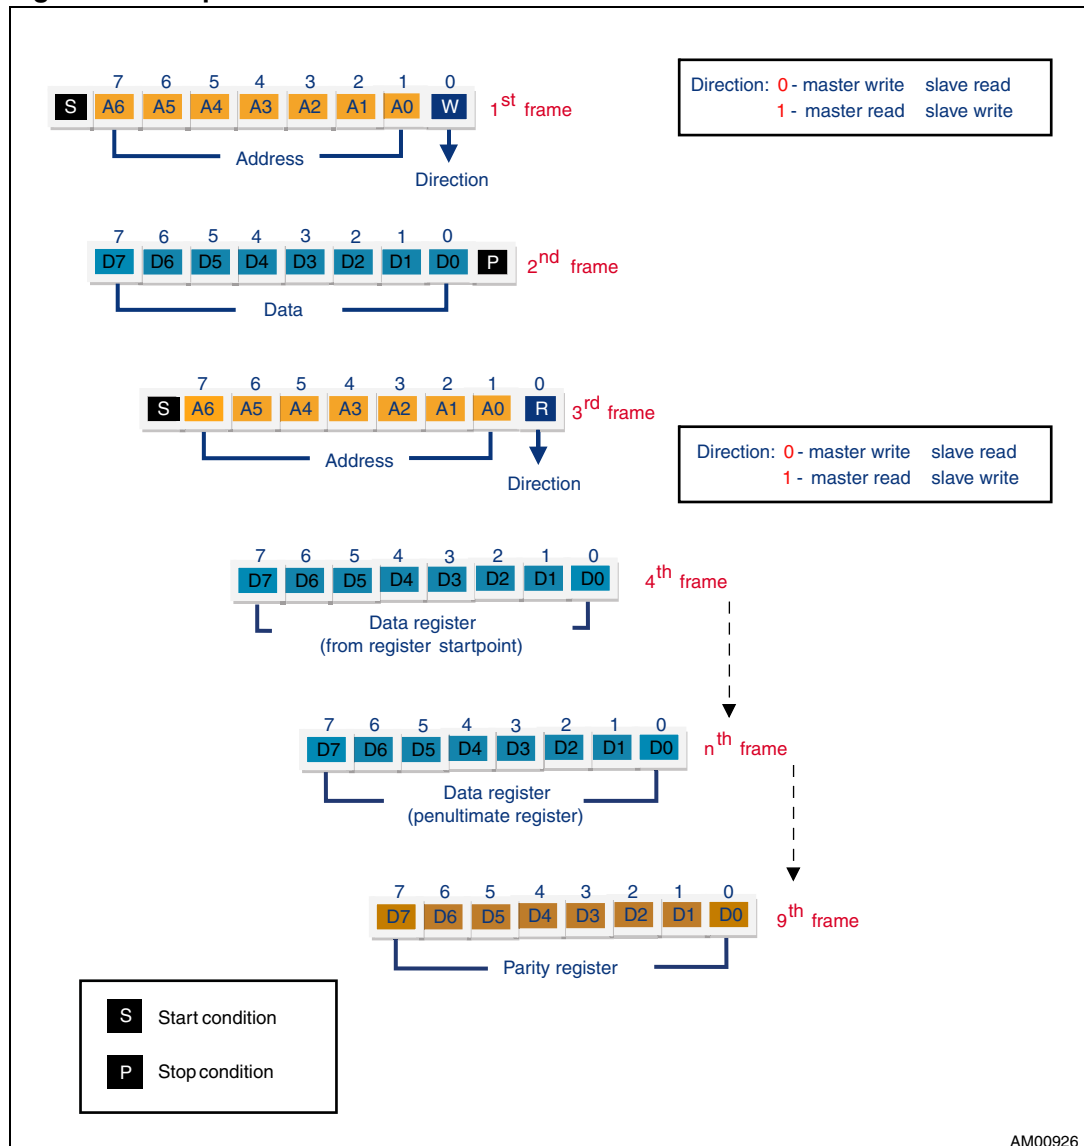 7 6 5 4 3 2 1 0
S A6 A5 A4 A3 A2 A1 A0 W 1st frame
Address
Direction
Direction: 0 - master write slave read
1 - master read slave write
7 6 5 4 3 2 1 0
D7 D6 D5 D4 D3 D2 D1 D0 P 2nd frame
Data
7 6 5 4 3 2 1 0
S A6 A5 A4 A3 A2 A1 A0 R 3rd frame
Address
Direction
Direction: 0 - master write slave read
1 - master read slave write
7 6 5 4 3 2 1 0
D7 D6 D5 D4 D3 D2 D1 D0 4th frame
Data register
(from register startpoint)
7 6 5 4 3 2 1 0
D7 D6 D5 D4 D3 D2 D1 D0 nth frame
Data register
(penultimate register)
7 6 5 4 3 2 1 0
D7 D6 D5 D4 D3 D2 D1 D0 9th frame
Parity register
S Start condition
P Stop condition
AM00926